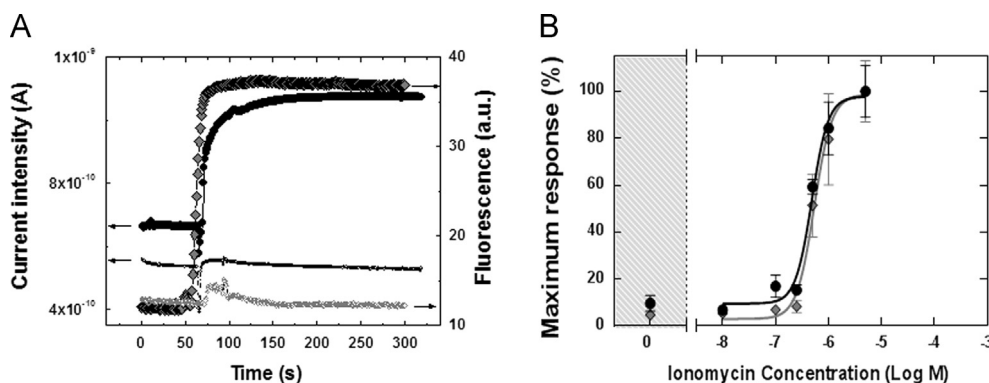 A
Current intensity (A)
1x10⁻⁹
8x10⁻¹⁰
4x10⁻¹⁰
0 50 100 150 200 250 300
Time (s)
40
30
20
10
Fluorescence (a.u.)
B
Maximum response (%)
100
80
60
40
20
0
0 -8 -7 -6 -5 -4 -3
Ionomycin Concentration (Log M)